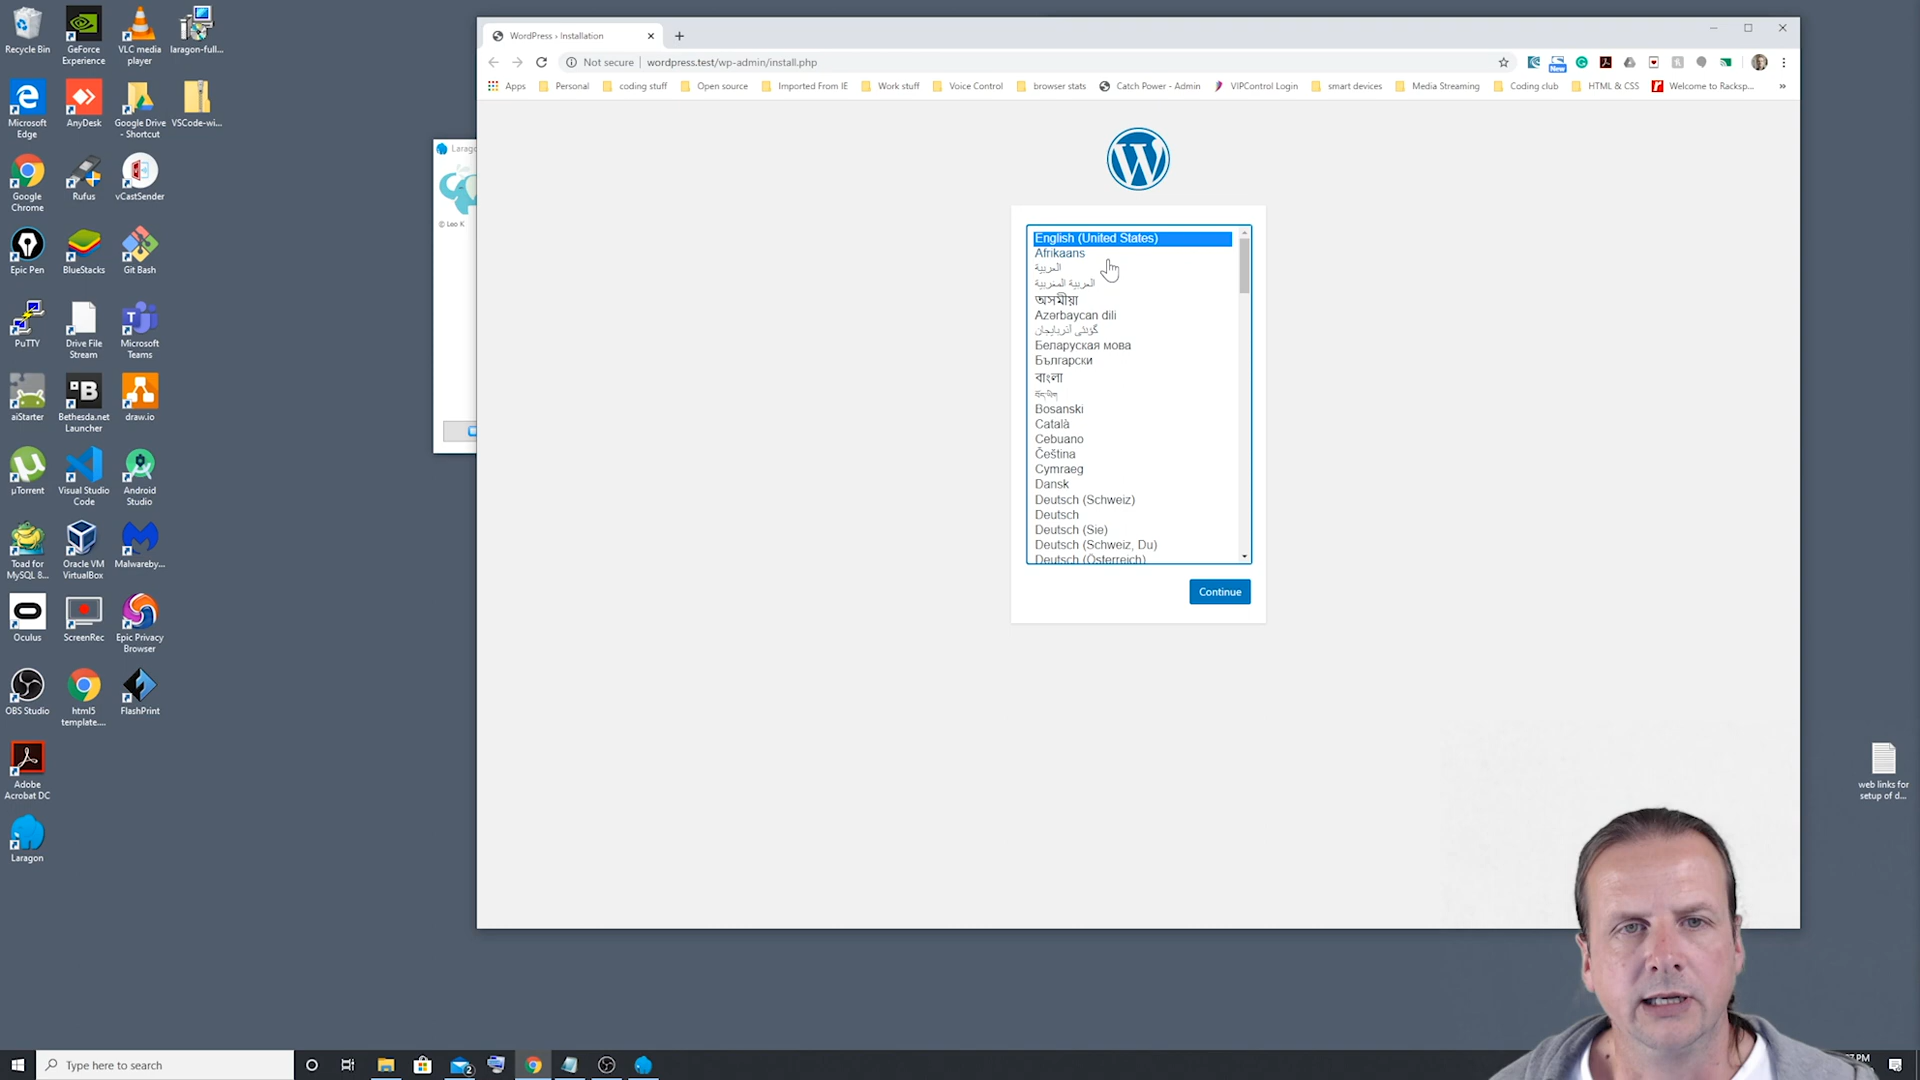 Recycle Bin
GeForce Experience
VLC media player
laragon-full...
Microsoft Edge
AnyDesk
Google Drive - Shortcut
VSCode-wi...
Google Chrome
Rufus
vCastSender
Epic Pen
BlueStacks
Git Bash
PuTTY
Drive File Stream
Microsoft Teams
aiStarter
Bethesda.net Launcher
draw.io
µTorrent
Visual Studio Code
Android Studio
Toad for MySQL 8...
Oracle VM VirtualBox
Malwareby...
Oculus
ScreenRec
Epic Privacy Browser
OBS Studio
html5 template....
FlashPrint
Adobe Acrobat DC
Laragon
Larago
© Leo K
WordPress › Installation
Not secure
wordpress.test/wp-admin/install.php
New
Apps
Personal
coding stuff
Open source
Imported From IE
Work stuff
Voice Control
browser stats
Catch Power - Admin
VIPControl Login
smart devices
Media Streaming
Coding club
HTML & CSS
Welcome to Racksp...
»
English (United States)
Afrikaans
العربية
العربية المغربية
অসমীয়া
Azərbaycan dili
گؤنئی آذربایجان
Беларуская мова
Български
বাংলা
བོད་ཡིག
Bosanski
Català
Cebuano
Čeština
Cymraeg
Dansk
Deutsch (Schweiz)
Deutsch
Deutsch (Sie)
Deutsch (Schweiz, Du)
Deutsch (Österreich)
Continue
web links for setup of d...
Type here to search
2
PM